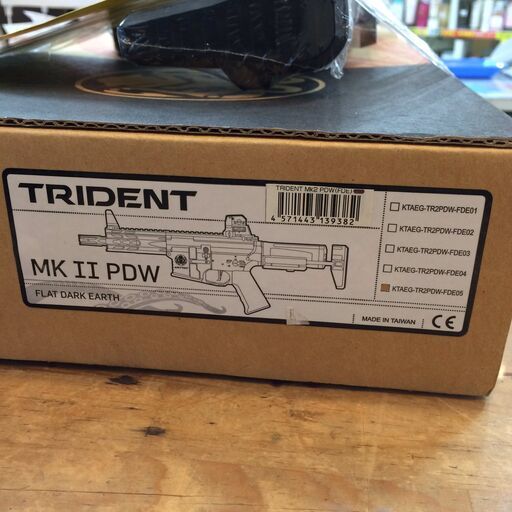 TRIDENT
TRIDENT Mk2 PDW(FDE)
4 571443 139382
MK II PDW
FLAT DARK EARTH
KTAEG-TR2PDW-FDE01
KTAEG-TR2PDW-FDE02
KTAEG-TR2PDW-FDE03
KTAEG-TR2PDW-FDE04
KTAEG-TR2PDW-FDE05
MADE IN TAIWAN
CE